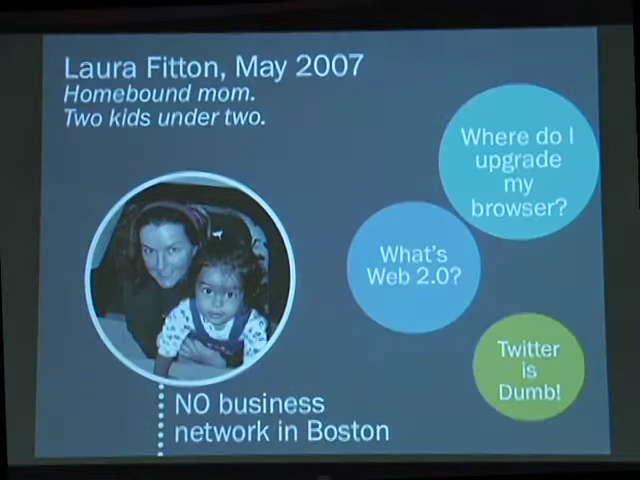 Laura Fitton, May 2007
Homebound mom.
Two kids under two.
Where do I
upgrade
my
browser?
What's
Web 2.0?
Twitter
is
Dumb!
NO business
network in Boston